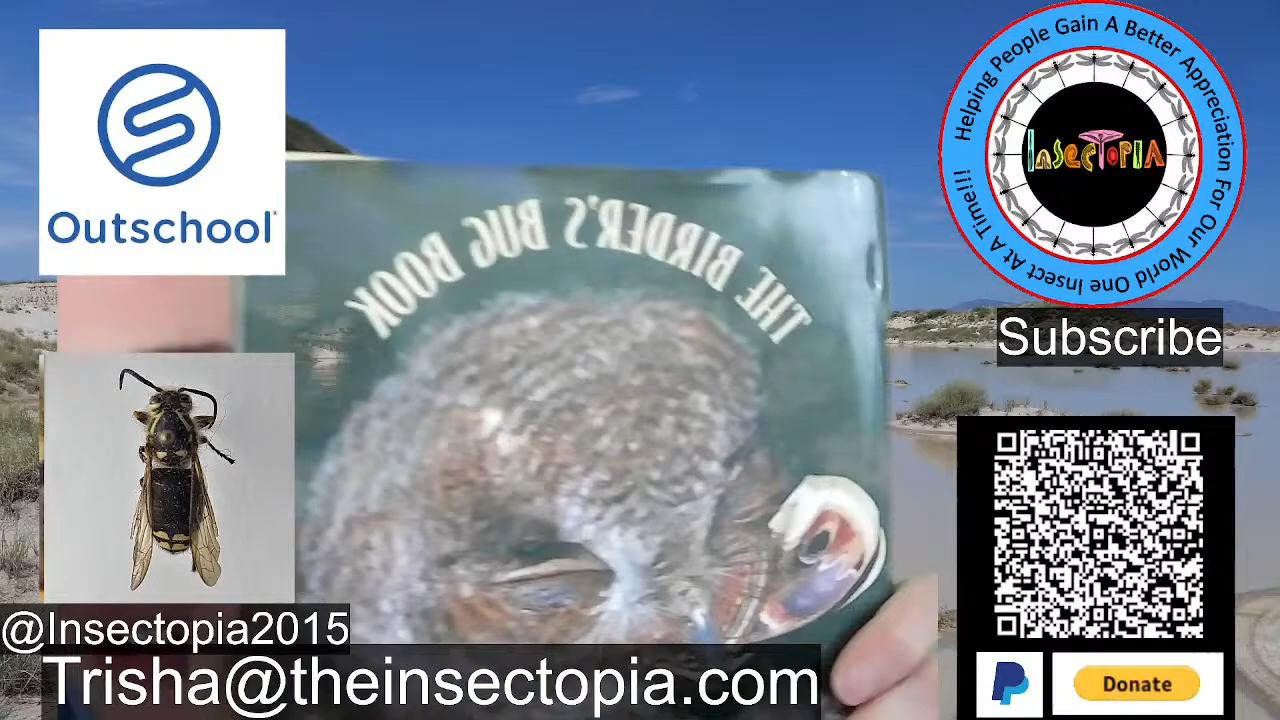 Outschool
Helping People Gain A Better Appreciation For Our World One Insect At A Time!!!
InsecTopIA
THE BIRDER'S BUG BOOK
Subscribe
@Insectopia2015
Trisha@theinsectopia.com
Donate